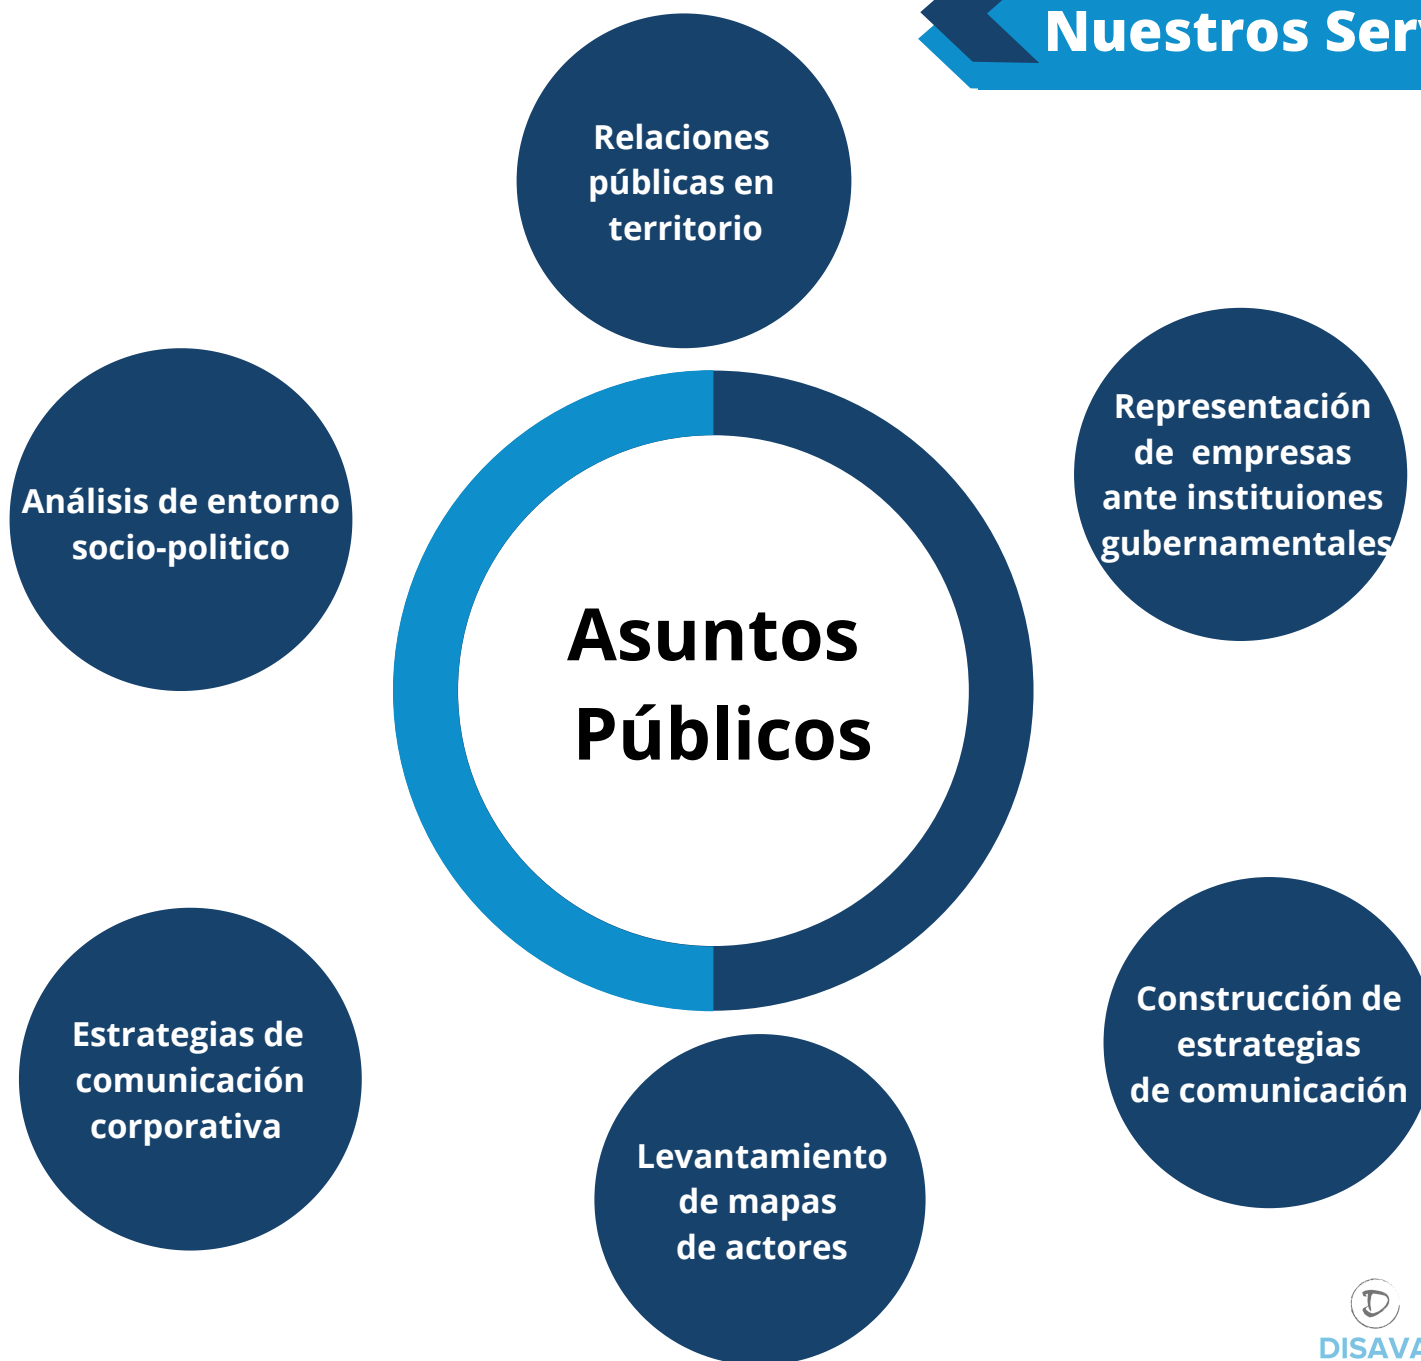 Nuestros Serv
Relaciones
públicas en
territorio
Representación
de empresas
ante instituiones
gubernamentales
Análisis de entorno
socio-politico
Asuntos
Públicos
Construcción de
estrategias
de comunicación
Estrategias de
comunicación
corporativa
Levantamiento
de mapas
de actores
D
DISAVA